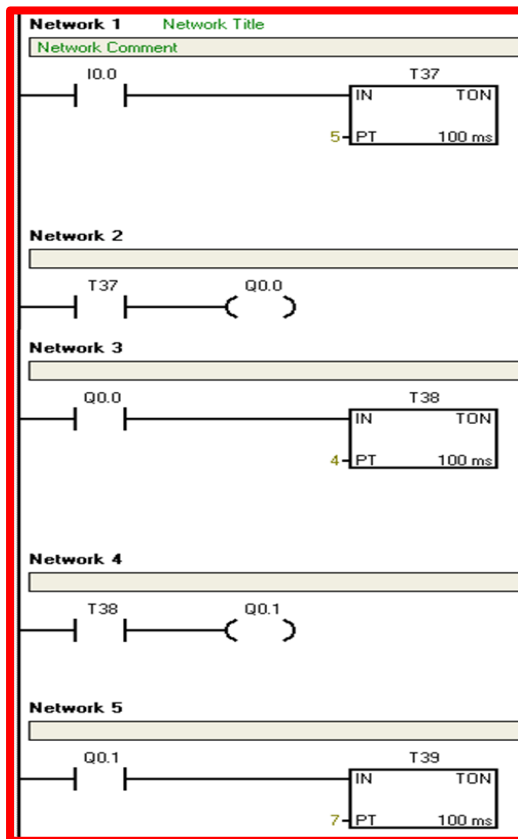 Network 1 Network Title
Network Comment
I0.0 T37
IN TON
5 PT 100 ms
Network 2
T37 Q0.0
Network 3
Q0.0 T38
IN TON
4 PT 100 ms
Network 4
T38 Q0.1
Network 5
Q0.1 T39
IN TON
7 PT 100 ms